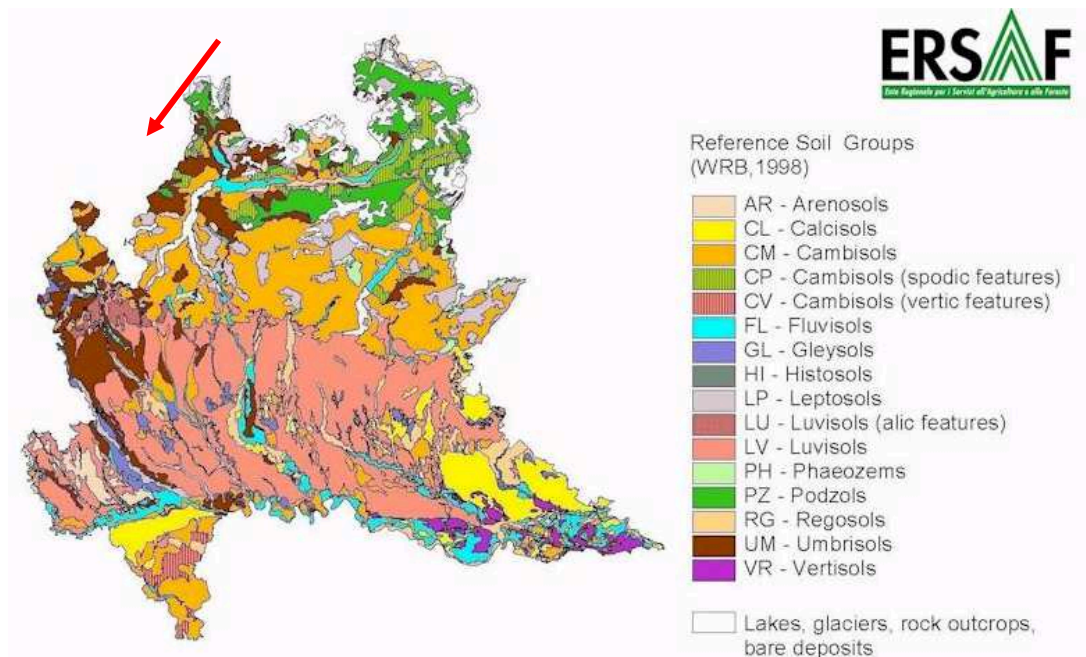 ERSAF
Ente Regionale per i Servizi all'Agricoltura e alle Foreste
Reference Soil Groups
(WRB,1998)
AR - Arenosols
CL - Calcisols
CM - Cambisols
CP - Cambisols (spodic features)
CV - Cambisols (vertic features)
FL - Fluvisols
GL - Gleysols
HI - Histosols
LP - Leptosols
LU - Luvisols (alic features)
LV - Luvisols
PH - Phaeozems
PZ - Podzols
RG - Regosols
UM - Umbrisols
VR - Vertisols
Lakes, glaciers, rock outcrops,
bare deposits